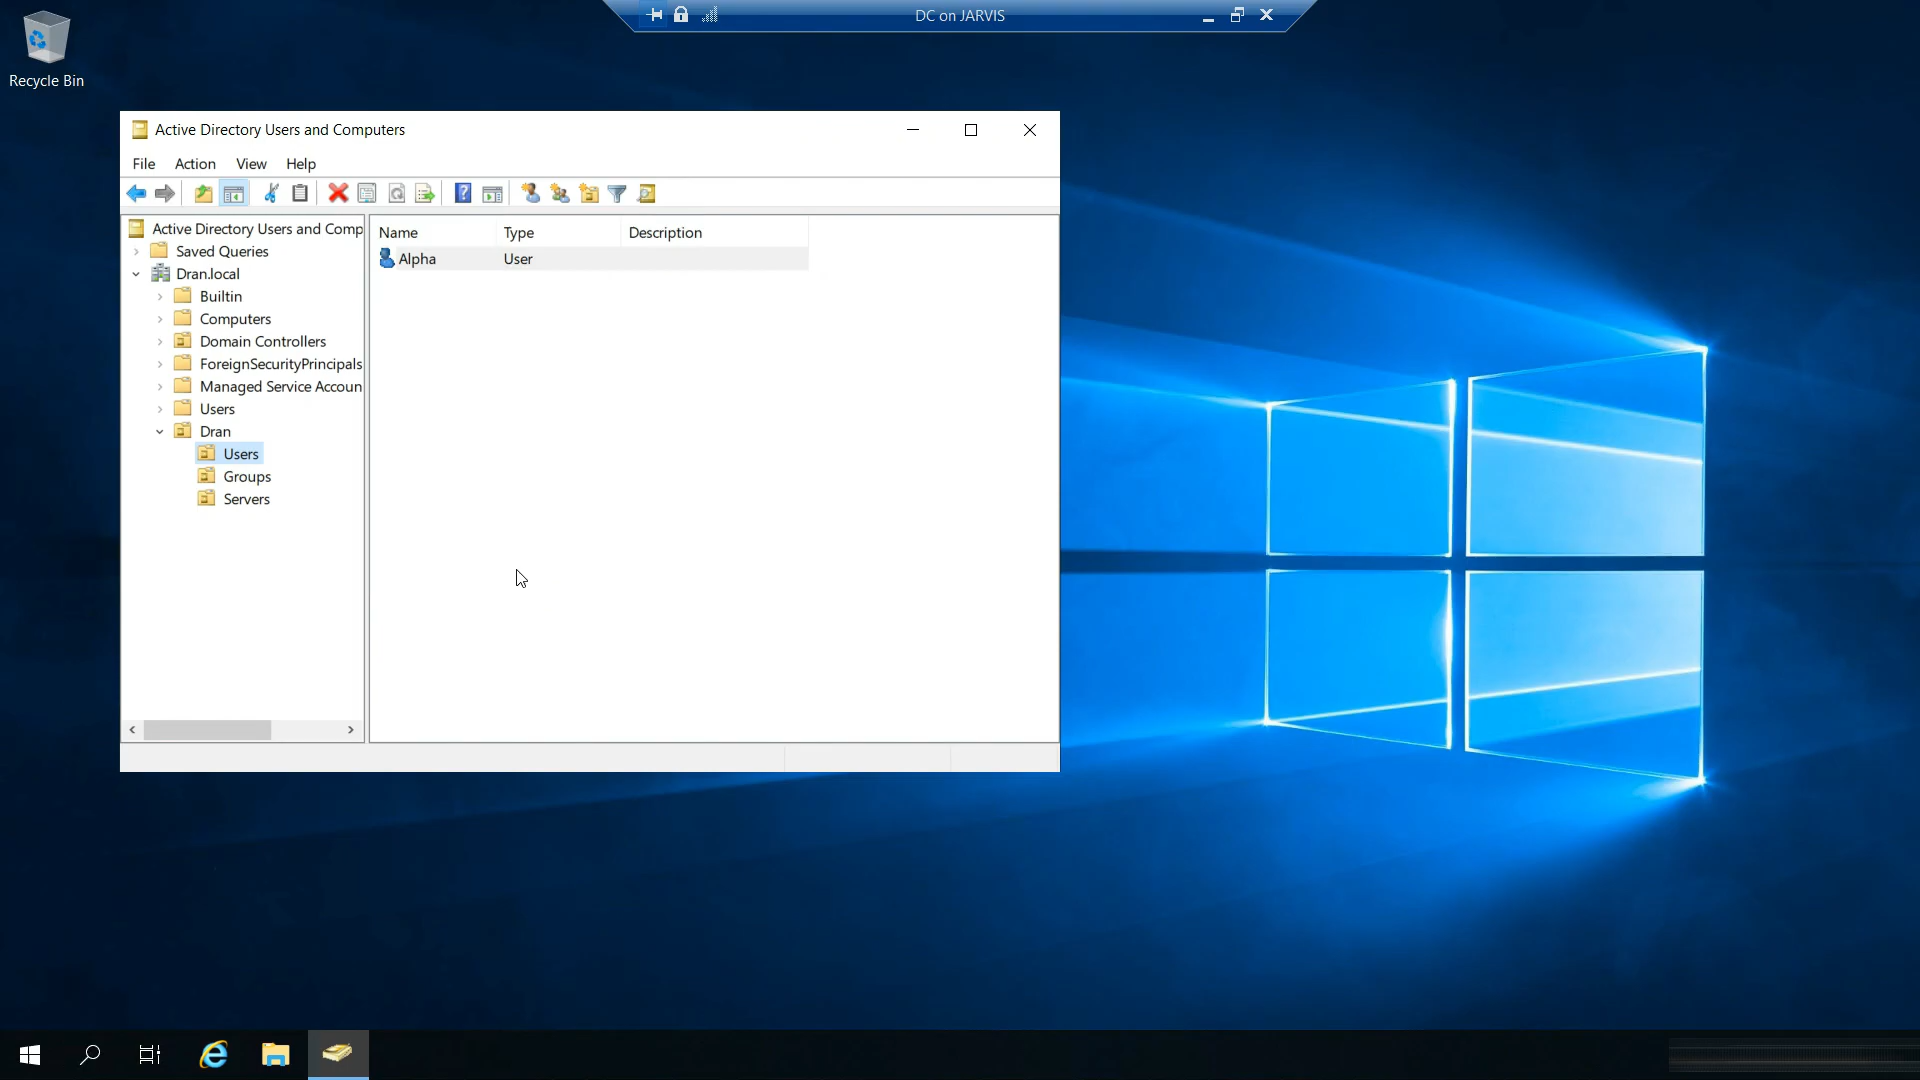 DC on JARVIS
Recycle Bin
Active Directory Users and Computers
File Action View Help
Active Directory Users and Comp
Saved Queries
Dran.local
Builtin
Computers
Domain Controllers
ForeignSecurityPrincipals
Managed Service Accoun
Users
Dran
Users
Groups
Servers
Name Type Description
Alpha User